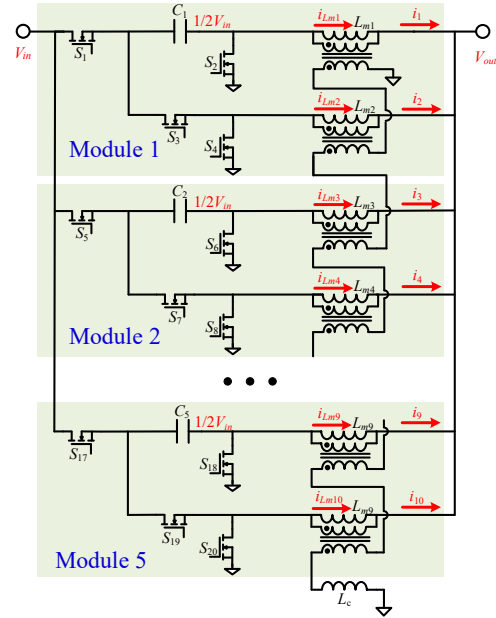 C1 1/2Vin iLm1 i1
Lm1
Vin S1 S2 Vout
iLm2 i2
Lm2
S3 S4
Module 1
C2 1/2Vin iLm3 i3
Lm3
S5 S6
iLm4 i4
Lm4
S7 S8
Module 2
• • •
C5 1/2Vin iLm9 i9
Lm9
S17 S18
iLm10 i10
Lm9
S19 S20
Module 5
Lc